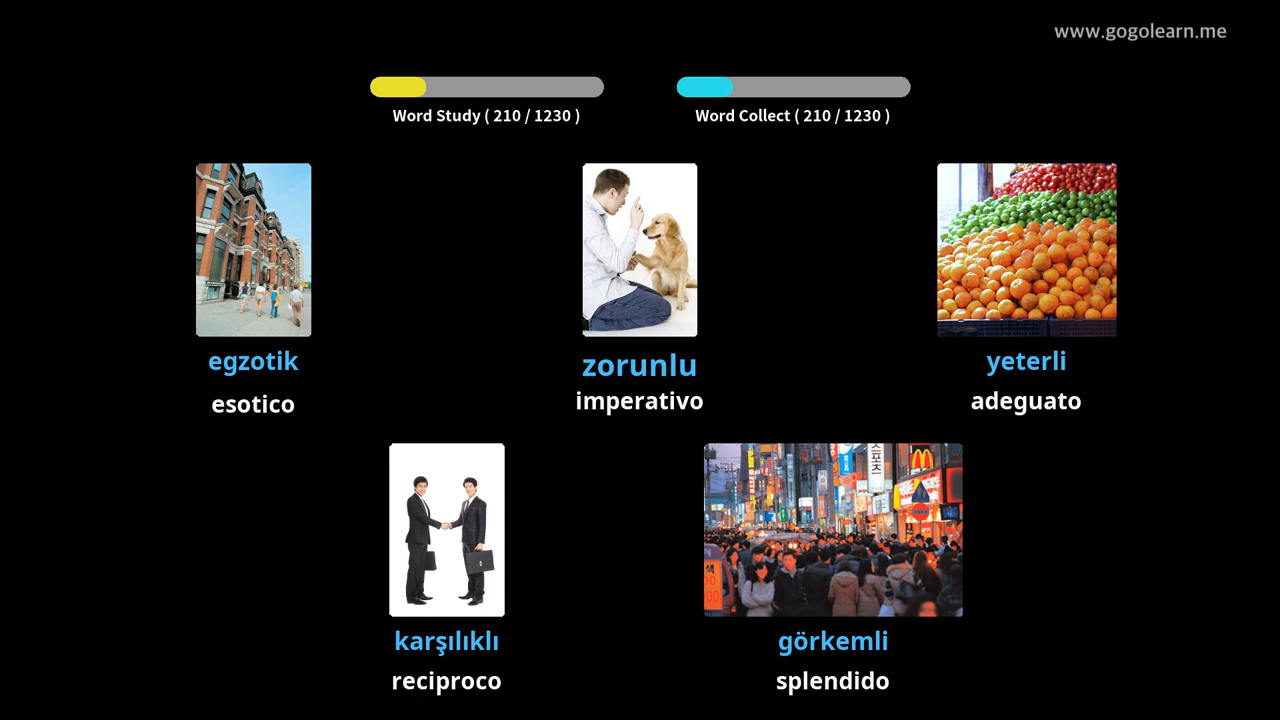 www.gogolearn.me
Word Study ( 210 / 1230 )
Word Collect ( 210 / 1230 )
egzotik
esotico
zorunlu
imperativo
yeterli
adeguato
karşılıklı
reciproco
görkemli
splendido